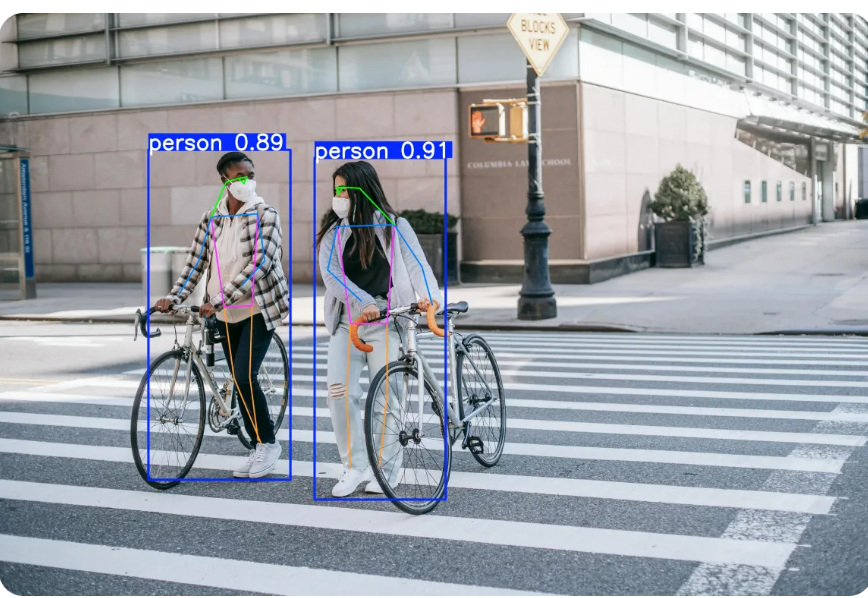 BLOCKS
VIEW
person 0.89
person 0.91
COLUMBIA LAW SCHOOL